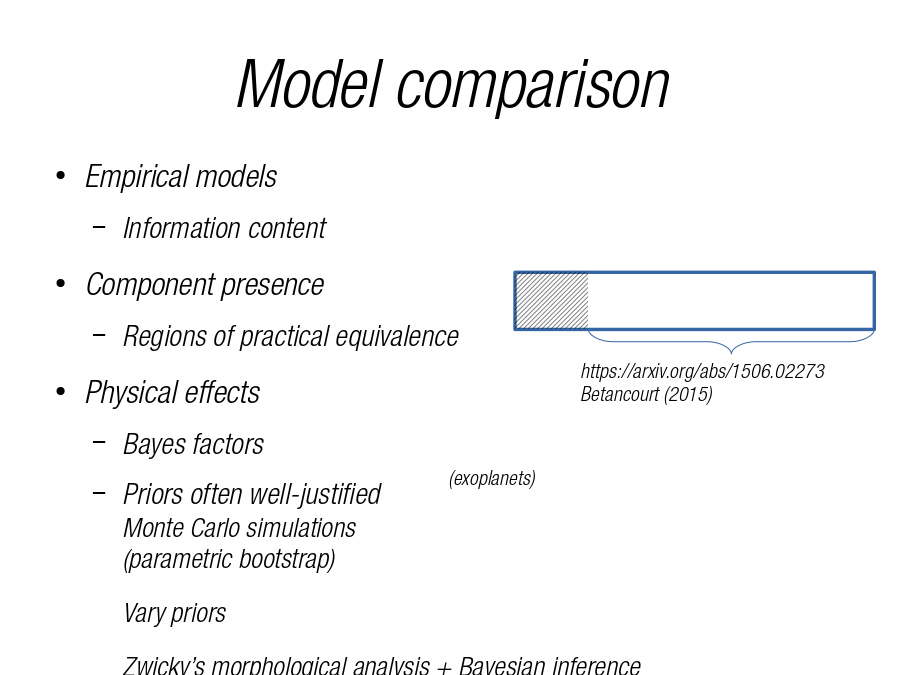 Model comparison
• Empirical models
– Information content
• Component presence
– Regions of practical equivalence
https://arxiv.org/abs/1506.02273
Betancourt (2015)
• Physical effects
– Bayes factors
(exoplanets)
– Priors often well-justified
Monte Carlo simulations
(parametric bootstrap)
Vary priors
Zwicky's morphological analysis + Bayesian inference